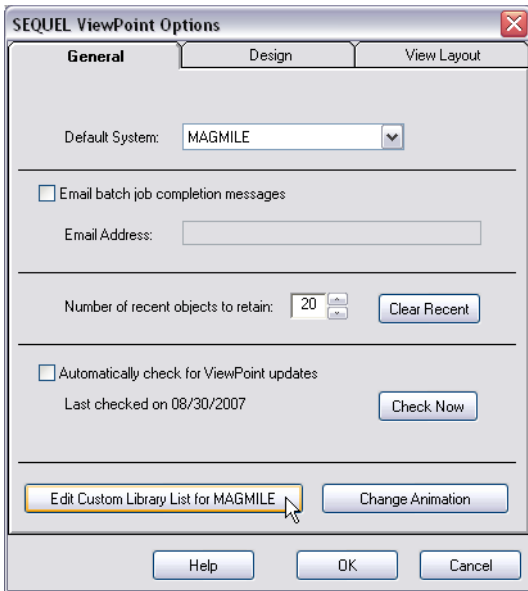 SEQUEL ViewPoint Options
General Design View Layout
Default System: MAGMILE
Email batch job completion messages
Email Address:
Number of recent objects to retain: 20 Clear Recent
Automatically check for ViewPoint updates
Last checked on 08/30/2007 Check Now
Edit Custom Library List for MAGMILE Change Animation
Help OK Cancel